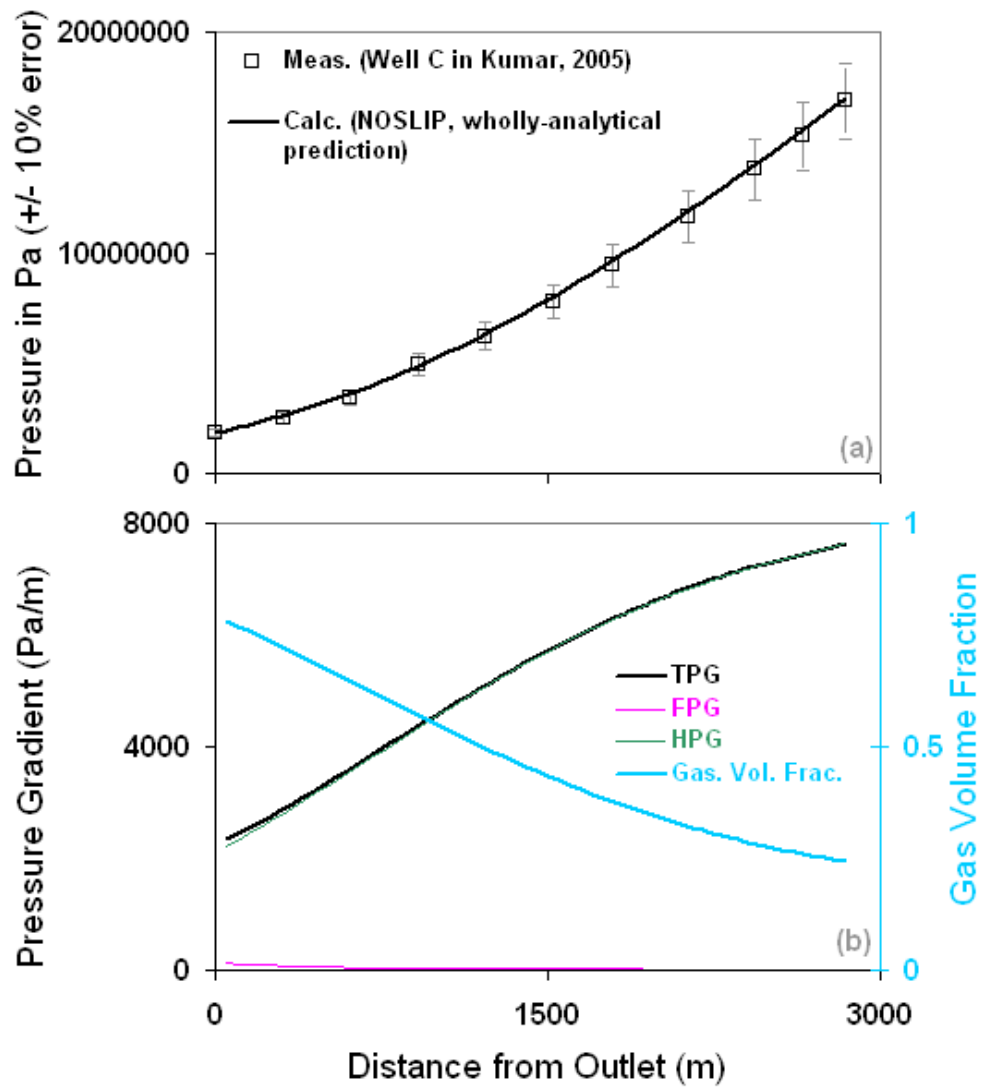 20000000
Meas. (Well C in Kumar, 2005)
Calc. (NOSLIP, wholly-analytical
prediction)
Pressure in Pa (+/- 10% error)
10000000
0
(a)
8000
1
Pressure Gradient (Pa/m)
Gas Volume Fraction
TPG
FPG
HPG
Gas. Vol. Frac.
4000
0.5
(b)
0
0
0
1500
3000
Distance from Outlet (m)